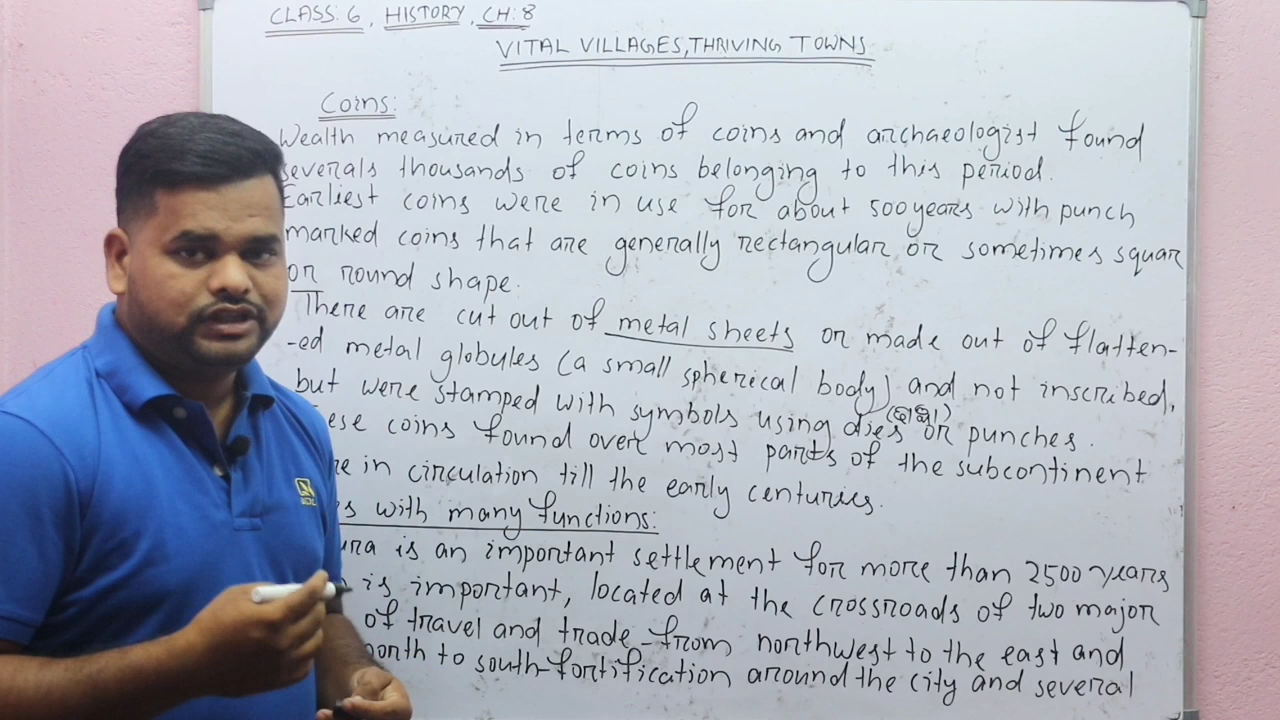 CLASS: 6, HISTORY, CH: 8
VITAL VILLAGES, THRIVING TOWNS
Coins:
Wealth measured in terms of coins and archaeologist found
severals thousands of coins belonging to this period.
Earliest coins were in use for about 500 years with punch
marked coins that are generally rectangular or sometimes squar
or round shape.
There are cut out of metal sheets or made out of flatten-
-ed metal globules (a small spherical body) and not inscribed,
but were stamped with symbols using dies or punches.
ese coins found over most parts of the subcontinent
re in circulation till the early centuries.
s with many functions:
ura is an important settlement for more than 2500 years
is important, located at the crossroads of two major
of travel and trade-from northwest to the east and
north to south-fortification around the city and several